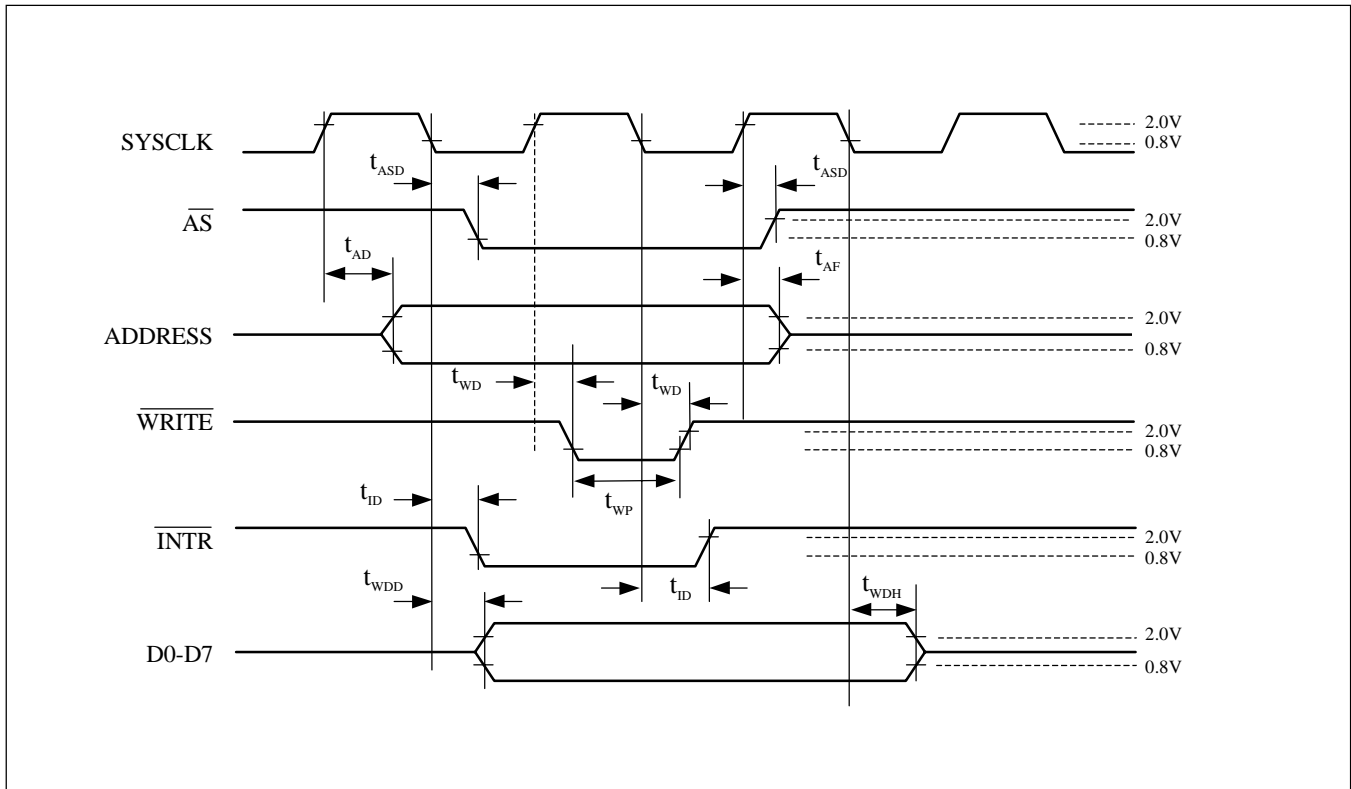 SYSCLK
2.0V
0.8V
tASD
tASD
AS
2.0V
0.8V
tAD
tAF
ADDRESS
2.0V
0.8V
tWD
tWD
WRITE
2.0V
0.8V
tID
tWP
INTR
2.0V
0.8V
tWDD
tID
tWDH
D0-D7
2.0V
0.8V